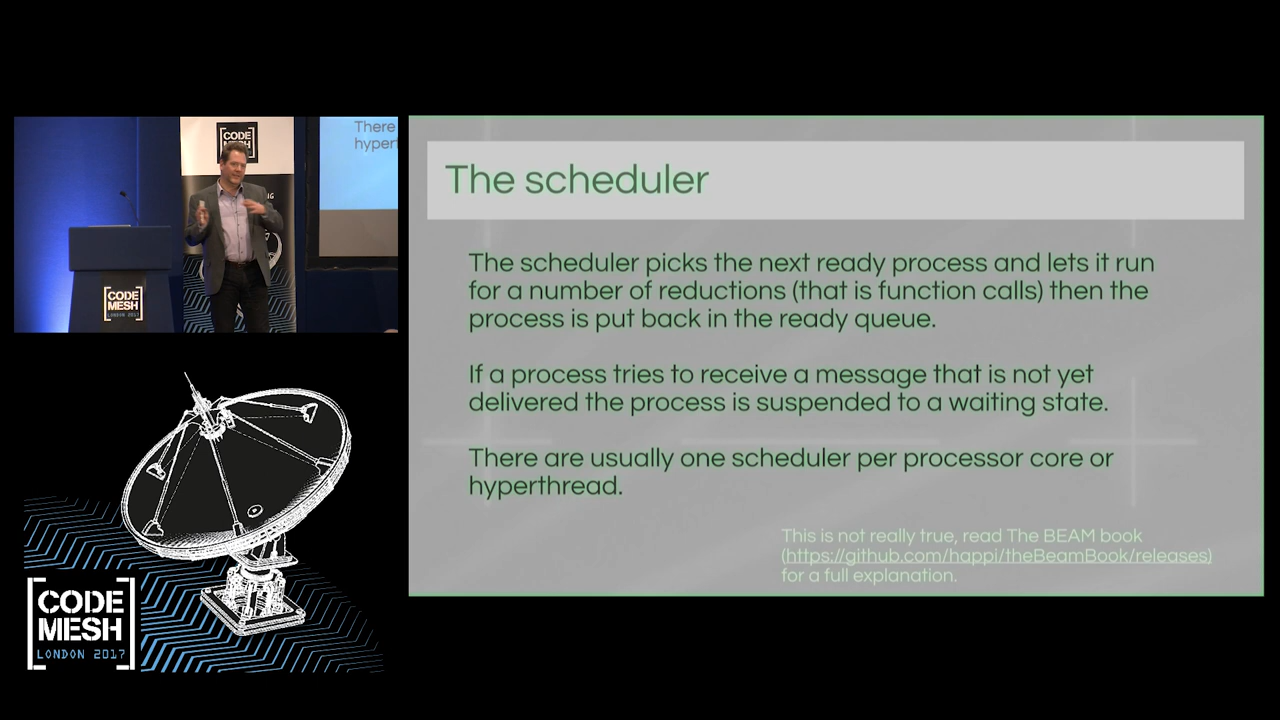 There
hypert
CODE
MESH
CODE
MESH
LONDON 2017
The scheduler
The scheduler picks the next ready process and lets it run
for a number of reductions (that is function calls) then the
process is put back in the ready queue.
If a process tries to receive a message that is not yet
delivered the process is suspended to a waiting state.
There are usually one scheduler per processor core or
hyperthread.
This is not really true, read The BEAM book
(https://github.com/happi/theBeamBook/releases)
for a full explanation.
CODE
MESH
LONDON 2017